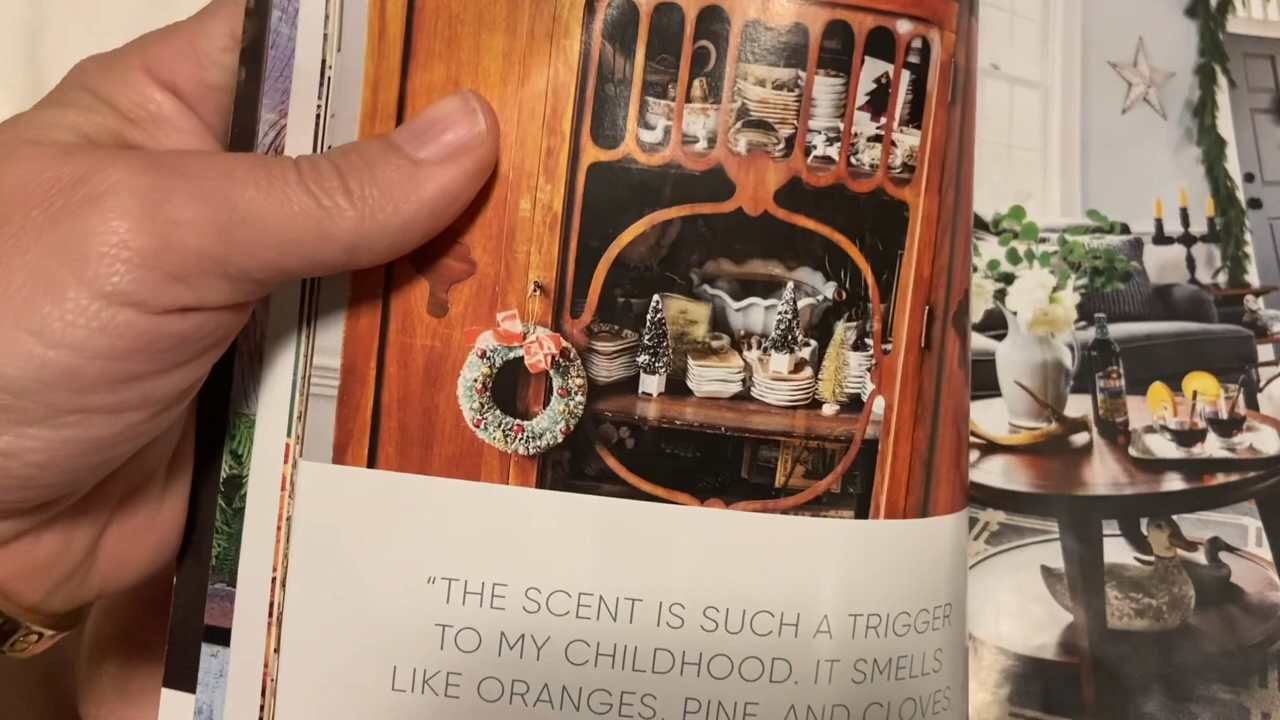 “THE SCENT IS SUCH A TRIGGER
TO MY CHILDHOOD. IT SMELLS
LIKE ORANGES, PINE, AND CLOVES,